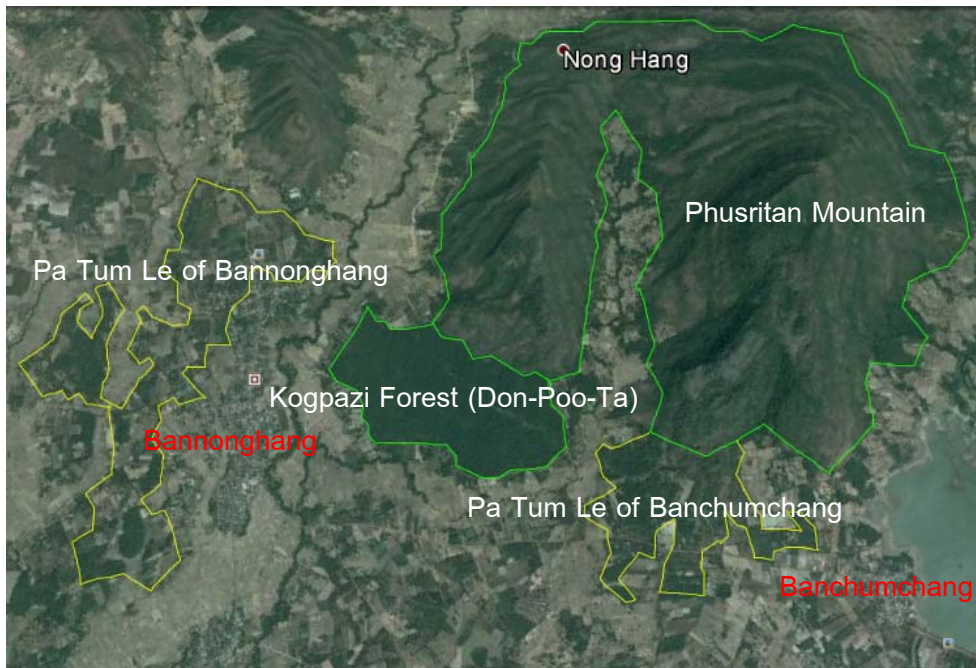 Nong Hang
Phusritan Mountain
Pa Tum Le of Bannonghang
Kogpazi Forest (Don-Poo-Ta)
Bannonghang
Pa Tum Le of Banchumchang
Banchumchang